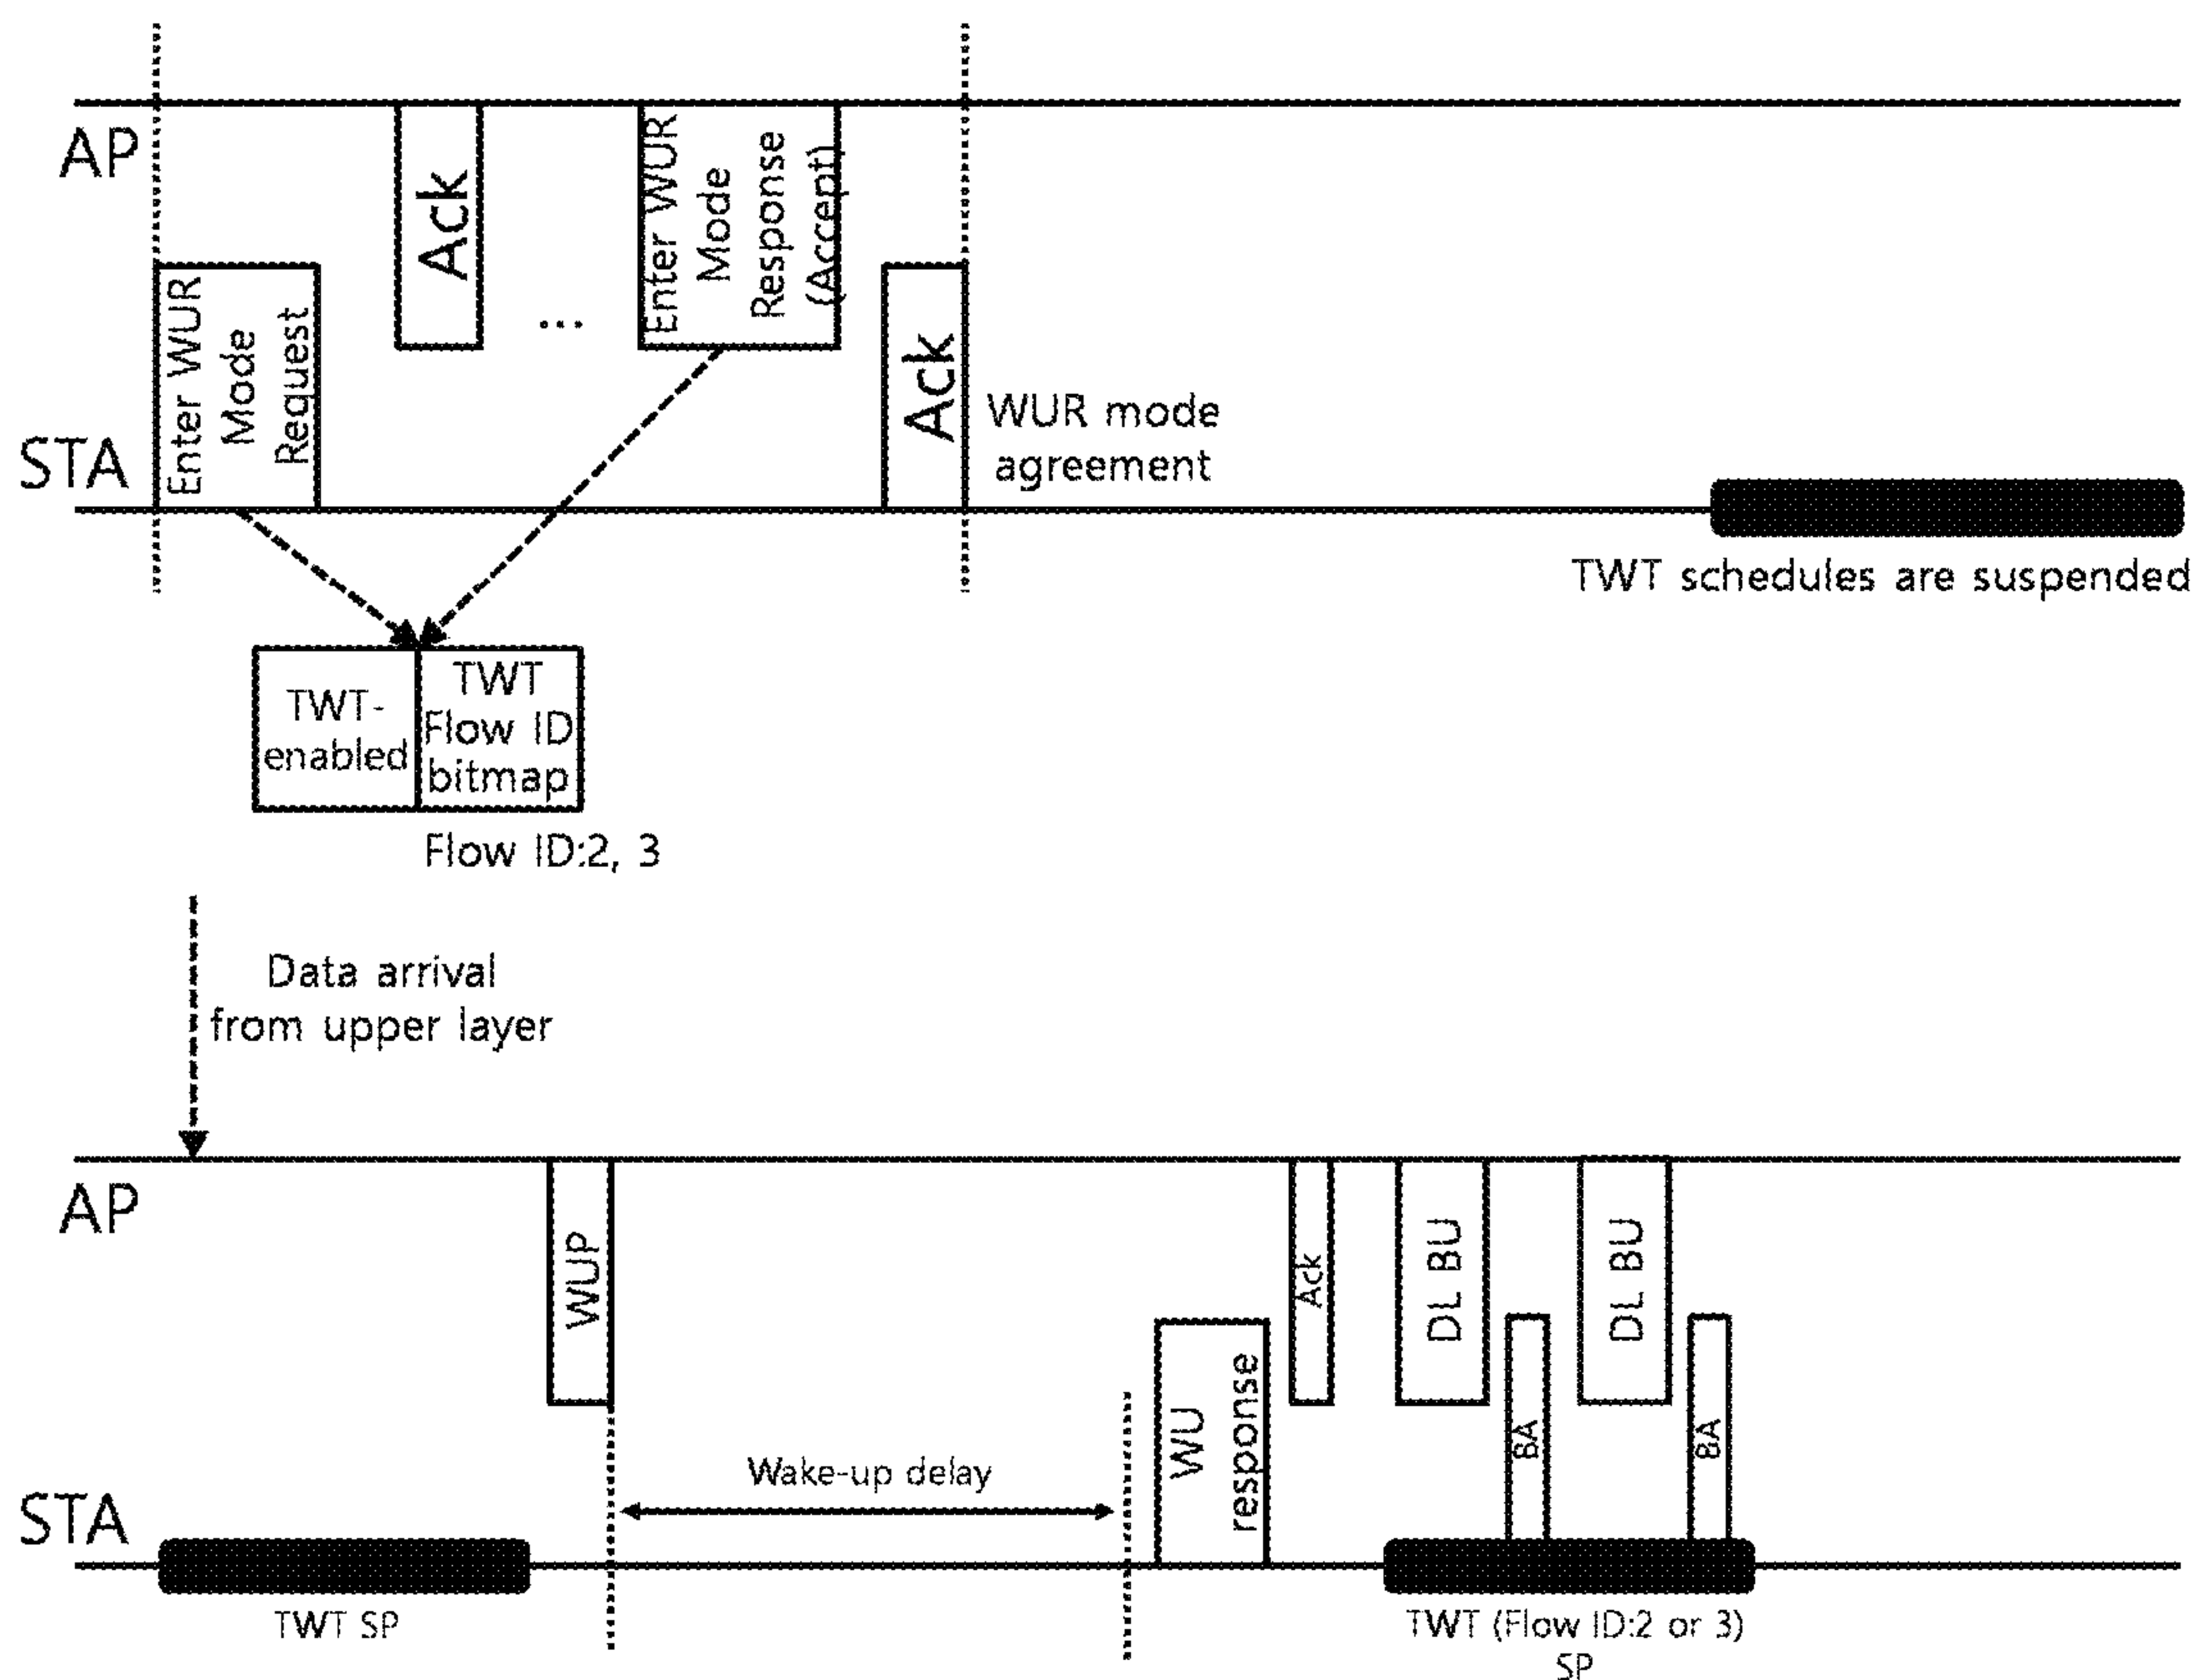 AP
Ack
Enter WUR
Mode
Response
(Accept)
Enter WUR
Mode
Request
...
Ack
STA
WUR mode
agreement
TWT schedules are suspended
TWT-
enabled
TWT
Flow ID
bitmap
Flow ID:2, 3
Data arrival
from upper layer
AP
WUP
Ack
DL BU
DL BU
WU
response
BA
BA
Wake-up delay
STA
TWT SP
TWT (Flow ID:2 or 3)
SP